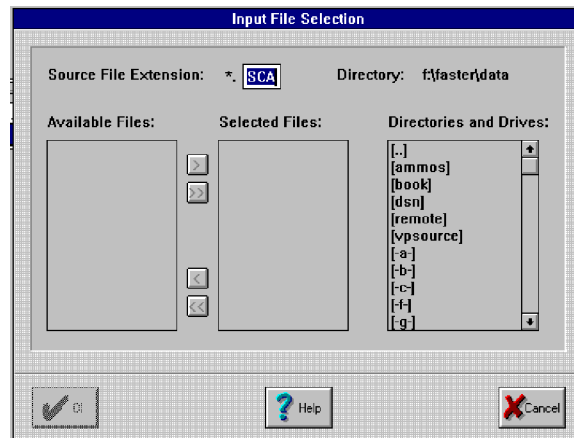 Input File Selection
Source File Extension: *. SCA Directory: f:\faster\data
Available Files: Selected Files: Directories and Drives:
[..]
[ammos]
> [book]
>> [dsn]
[remote]
[vpsource]
[-a-]
[-b-]
< [-c-]
<< [-f-]
[-g-]
Help Cancel